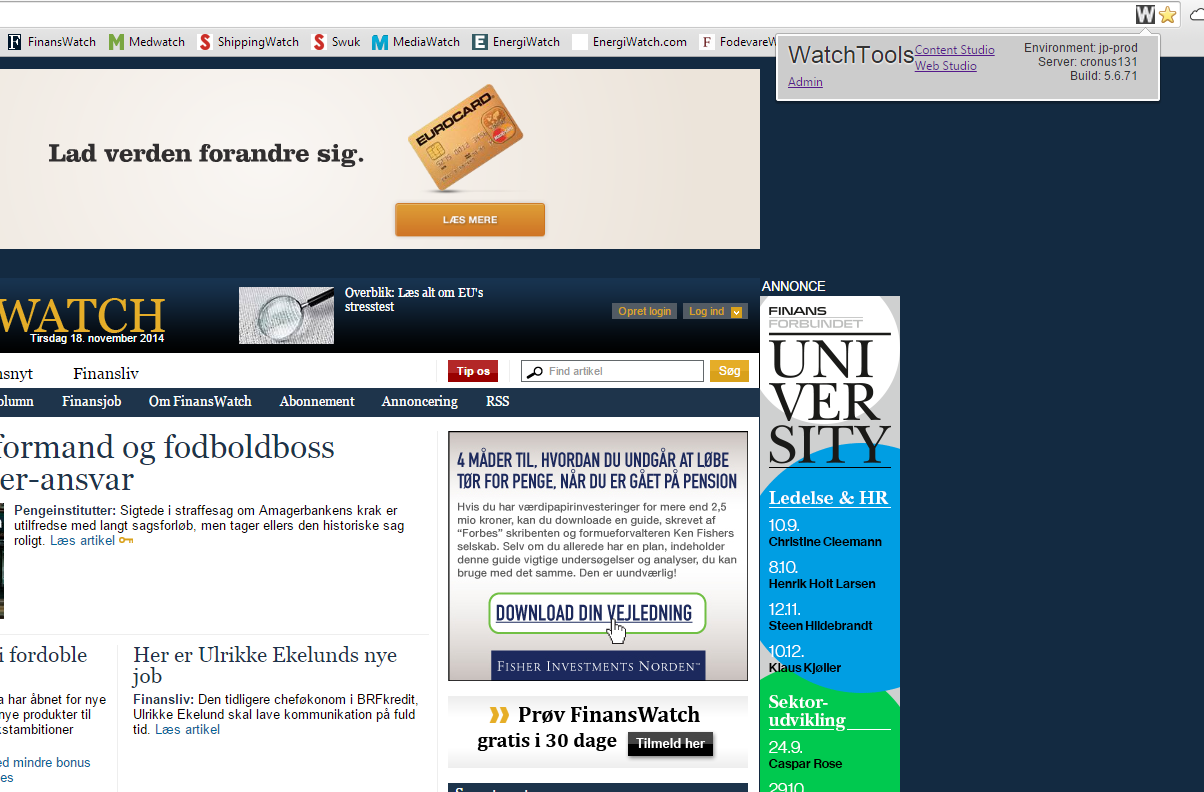 W
FinansWatch
Medwatch
ShippingWatch
Swuk
MediaWatch
EnergiWatch
EnergiWatch.com
FodevareW
WatchTools
Content Studio
Web Studio
Admin
Environment: jp-prod
Server: cronus131
Build: 5.6.71
Lad verden forandre sig.
EUROCARD
LÆS MERE
WATCH
Tirsdag 18. november 2014
Overblik: Læs alt om EU's
stresstest
Opret login
Log ind
nsnyt
Finansliv
Tip os
Find artikel
Søg
olumn
Finansjob
Om FinansWatch
Abonnement
Annoncering
RSS
formand og fodboldboss
er-ansvar
Pengeinstitutter: Sigtede i straffesag om Amagerbankens krak er
utilfredse med langt sagsforløb, men tager ellers den historiske sag
roligt. Læs artikel
i fordoble
a har åbnet for nye
nye produkter til
kstambitioner
ed mindre bonus
es
Her er Ulrikke Ekelunds nye
job
Finansliv: Den tidligere cheføkonom i BRFkredit,
Ulrikke Ekelund skal lave kommunikation på fuld
tid. Læs artikel
4 MÅDER TIL, HVORDAN DU UNDGÅR AT LØBE
TØR FOR PENGE, NÅR DU ER GÅET PÅ PENSION
Hvis du har værdipapirinvesteringer for mere end 2,5
mio kroner, kan du downloade en guide, skrevet af
“Forbes” skribenten og formueforvalteren Ken Fishers
selskab. Selv om du allerede har en plan, indeholder
denne guide vigtige undersøgelser og analyser, du kan
bruge med det samme. Den er uundværlig!
DOWNLOAD DIN VEJLEDNING
FISHER INVESTMENTS NORDEN™
Prøv FinansWatch
gratis i 30 dage
Tilmeld her
ANNONCE
FINANS
FORBUNDET
UNI
VER
SITY
Ledelse & HR
10.9.
Christine Cleemann
8.10.
Henrik Holt Larsen
12.11.
Steen Hildebrandt
10.12.
Klaus Kjøller
Sektor-
udvikling
24.9.
Caspar Rose
29.10.